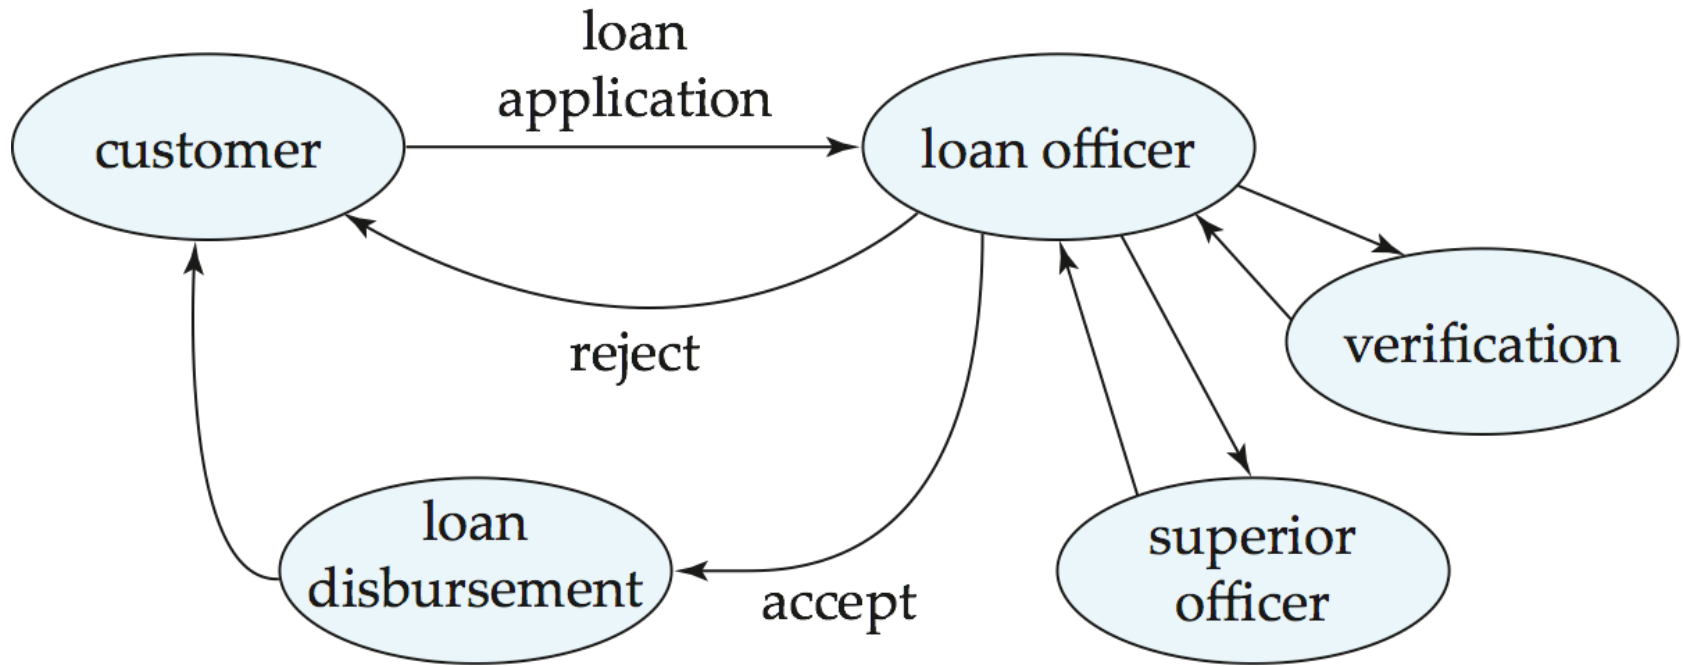 loan
application
customer
loan officer
reject
verification
loan
disbursement
accept
superior
officer